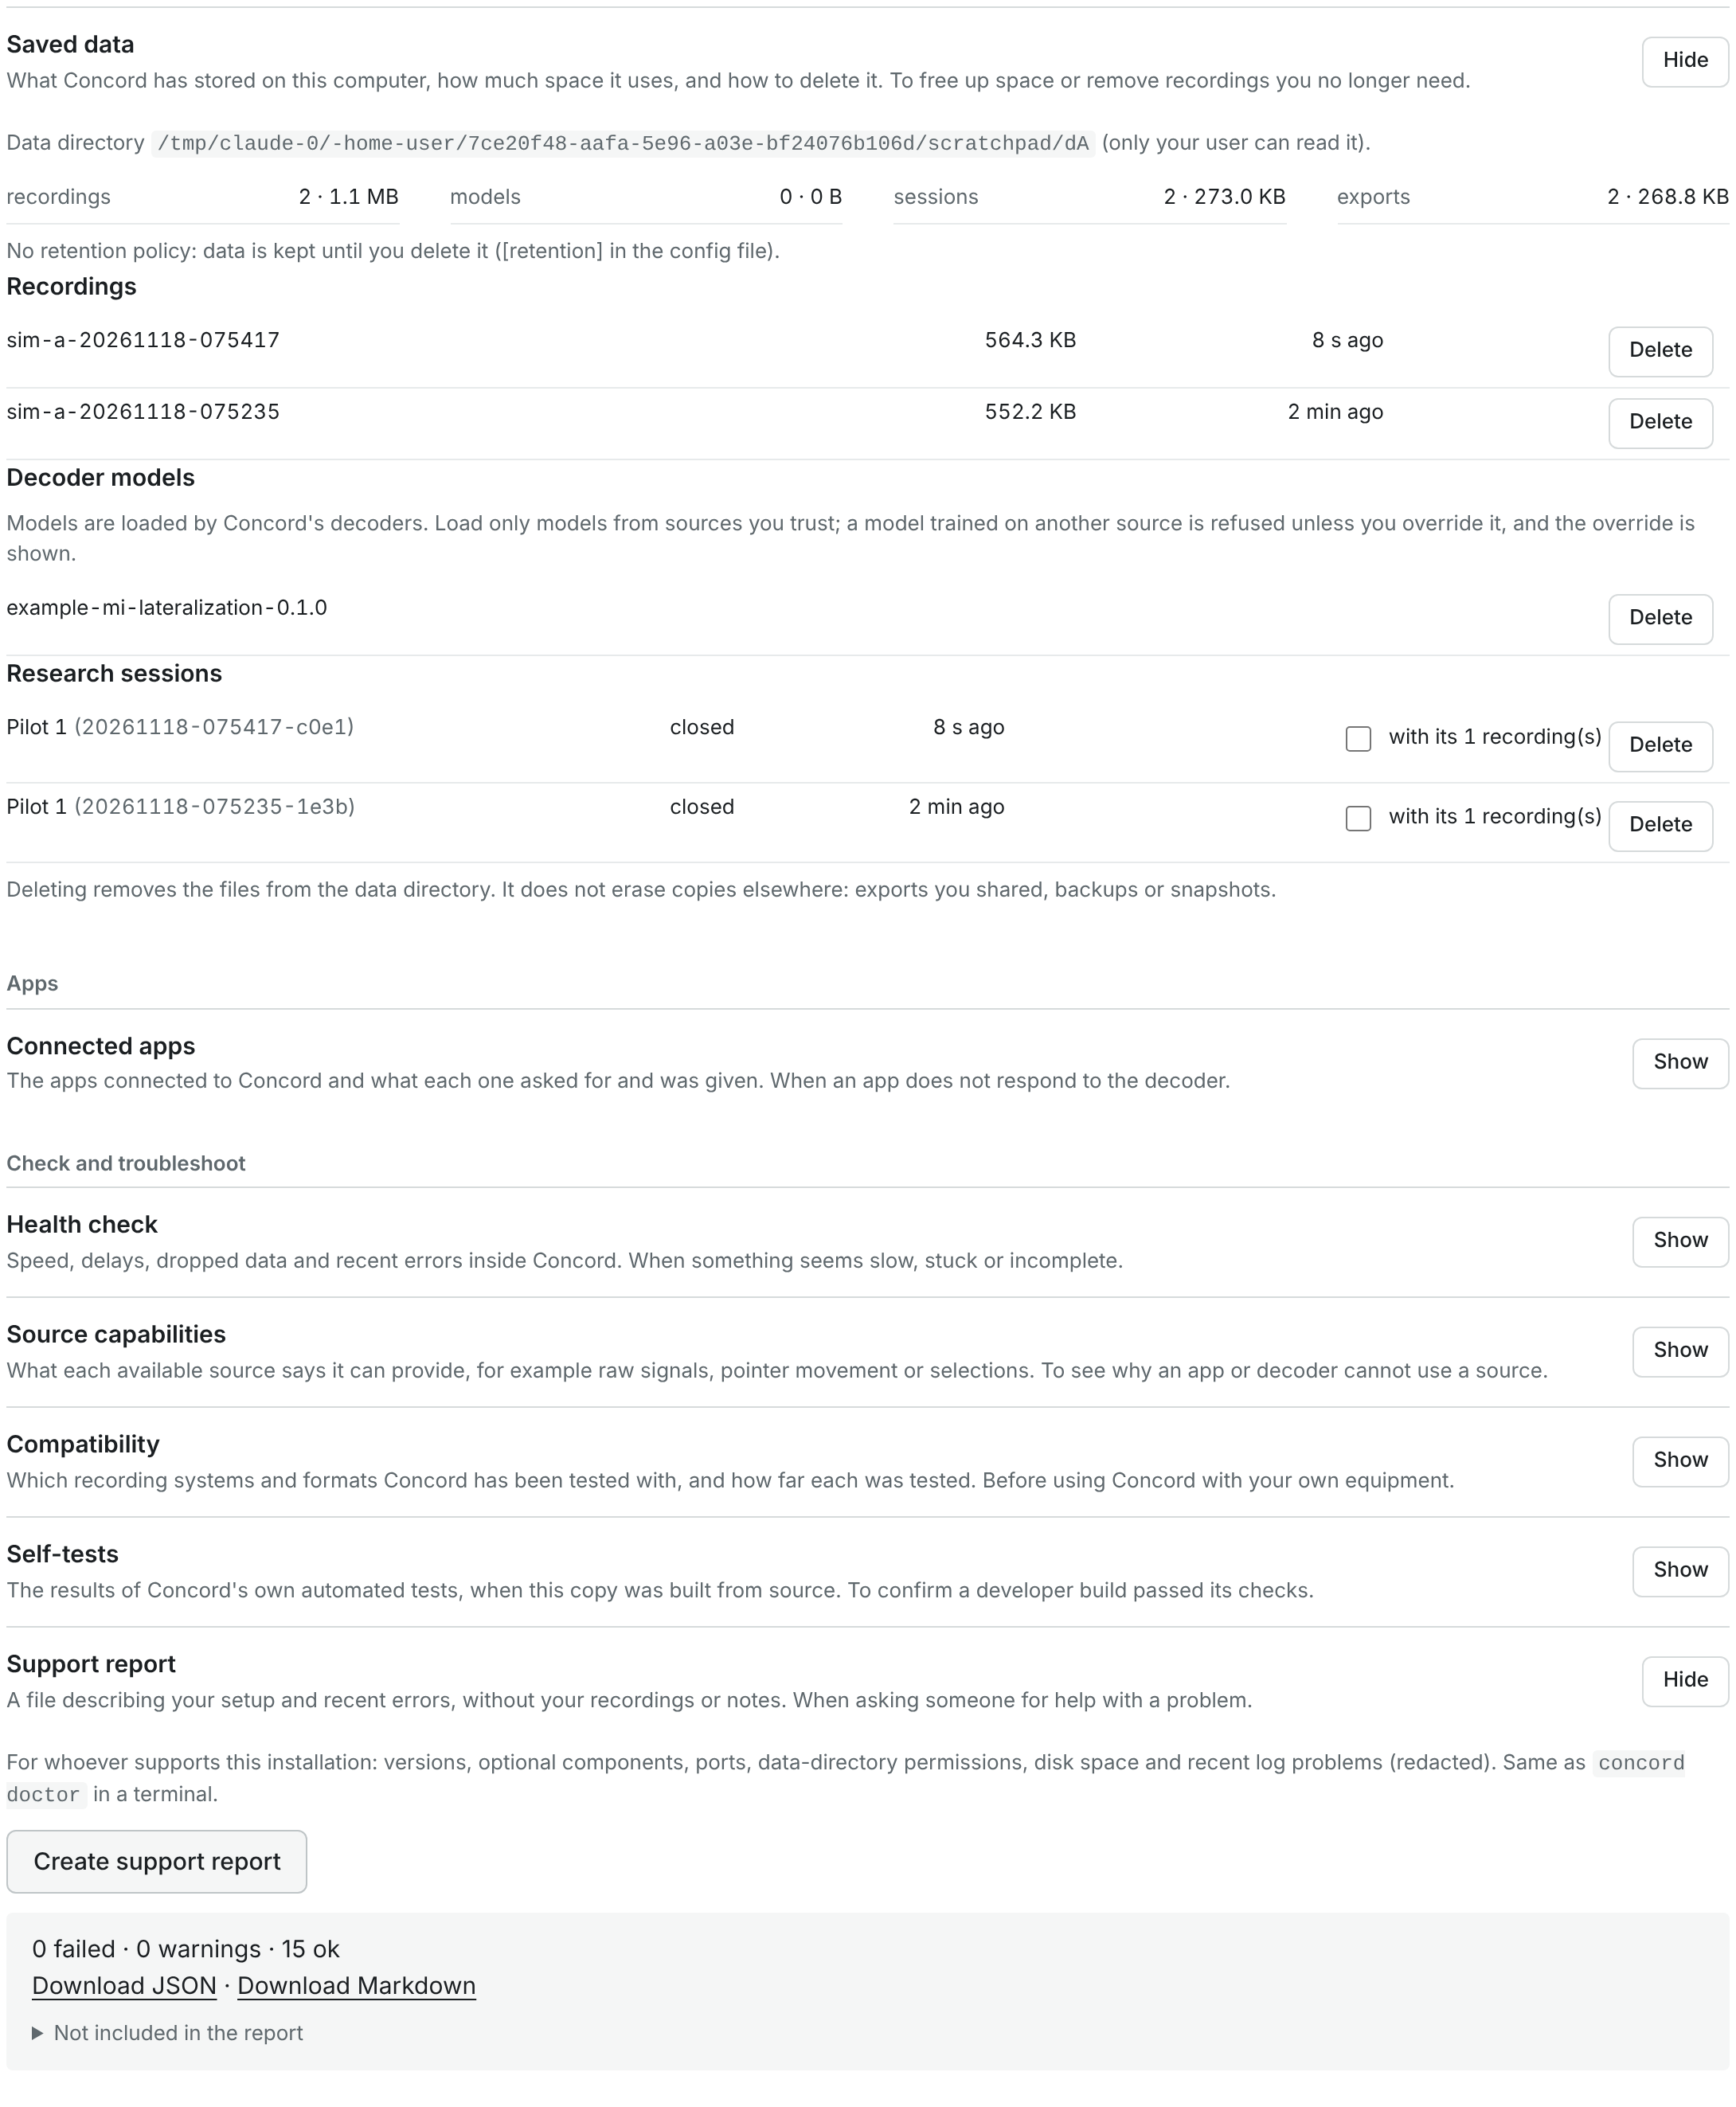 Saved data
Hide
What Concord has stored on this computer, how much space it uses, and how to delete it. To free up space or remove recordings you no longer need.
Data directory /tmp/claude-0/-home-user/7ce20f48-aafa-5e96-a03e-bf24076b106d/scratchpad/dA (only your user can read it).
recordings 2 · 1.1 MB models 0 · 0 B sessions 2 · 273.0 KB exports 2 · 268.8 KB
No retention policy: data is kept until you delete it ([retention] in the config file).
Recordings
sim-a-20261118-075417 564.3 KB 8 s ago Delete
sim-a-20261118-075235 552.2 KB 2 min ago Delete
Decoder models
Models are loaded by Concord's decoders. Load only models from sources you trust; a model trained on another source is refused unless you override it, and the override is
shown.
example-mi-lateralization-0.1.0 Delete
Research sessions
Pilot 1 (20261118-075417-c0e1) closed 8 s ago with its 1 recording(s) Delete
Pilot 1 (20261118-075235-1e3b) closed 2 min ago with its 1 recording(s) Delete
Deleting removes the files from the data directory. It does not erase copies elsewhere: exports you shared, backups or snapshots.
Apps
Connected apps
Show
The apps connected to Concord and what each one asked for and was given. When an app does not respond to the decoder.
Check and troubleshoot
Health check
Show
Speed, delays, dropped data and recent errors inside Concord. When something seems slow, stuck or incomplete.
Source capabilities
Show
What each available source says it can provide, for example raw signals, pointer movement or selections. To see why an app or decoder cannot use a source.
Compatibility
Show
Which recording systems and formats Concord has been tested with, and how far each was tested. Before using Concord with your own equipment.
Self-tests
Show
The results of Concord's own automated tests, when this copy was built from source. To confirm a developer build passed its checks.
Support report
Hide
A file describing your setup and recent errors, without your recordings or notes. When asking someone for help with a problem.
For whoever supports this installation: versions, optional components, ports, data-directory permissions, disk space and recent log problems (redacted). Same as concord
doctor in a terminal.
Create support report
0 failed · 0 warnings · 15 ok
Download JSON · Download Markdown
▶ Not included in the report